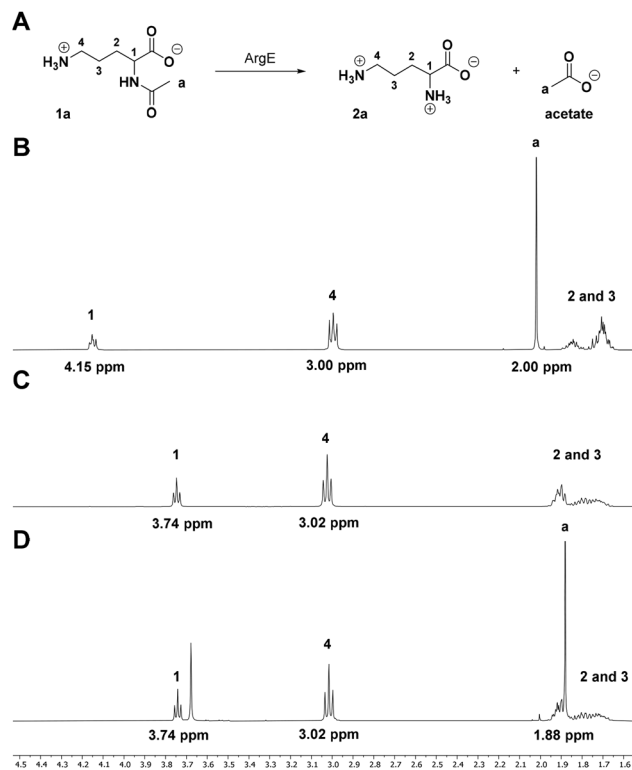 A
4 2 1 O
H3N⊕ 3 O⊖
HN a
O
1a
ArgE
4 2 1 O
H3N⊕ 3 O⊖
NH3⊕
2a
+
O
a O⊖
acetate
B
a
1
4
2 and 3
4.15 ppm 3.00 ppm 2.00 ppm
C
1
4
2 and 3
3.74 ppm 3.02 ppm
D
a
1
4
2 and 3
3.74 ppm 3.02 ppm 1.88 ppm
4.5 4.4 4.3 4.2 4.1 4.0 3.9 3.8 3.7 3.6 3.5 3.4 3.3 3.2 3.1 3.0 2.9 2.8 2.7 2.6 2.5 2.4 2.3 2.2 2.1 2.0 1.9 1.8 1.7 1.6